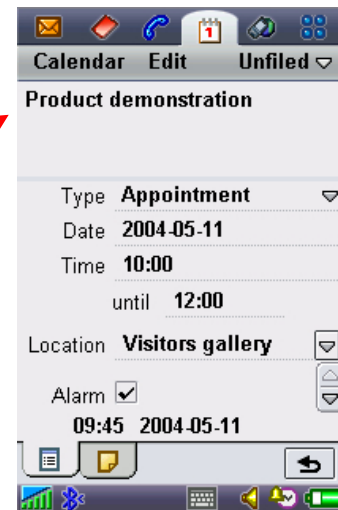 Calendar Edit Unfiled
Product demonstration
Type Appointment
Date 2004-05-11
Time 10:00
until 12:00
Location Visitors gallery
Alarm
09:45 2004-05-11